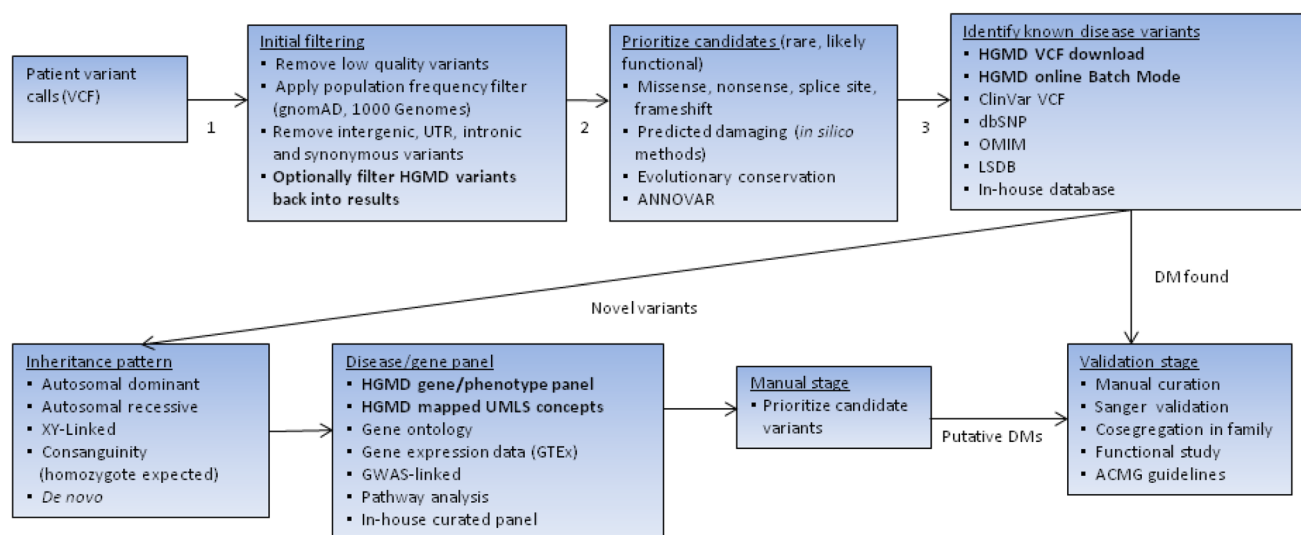 Patient variant
calls (VCF)
1
Initial filtering
▪ Remove low quality variants
▪ Apply population frequency filter
(gnomAD, 1000 Genomes)
▪ Remove intergenic, UTR, intronic
and synonymous variants
▪ Optionally filter HGMD variants
back into results
2
Prioritize candidates (rare, likely
functional)
▪ Missense, nonsense, splice site,
frameshift
▪ Predicted damaging (in silico
methods)
▪ Evolutionary conservation
▪ ANNOVAR
3
Identify known disease variants
▪ HGMD VCF download
▪ HGMD online Batch Mode
▪ ClinVar VCF
▪ dbSNP
▪ OMIM
▪ LSDB
▪ In-house database
Novel variants
DM found
Inheritance pattern
▪ Autosomal dominant
▪ Autosomal recessive
▪ XY-Linked
▪ Consanguinity
(homozygote expected)
▪ De novo
Disease/gene panel
▪ HGMD gene/phenotype panel
▪ HGMD mapped UMLS concepts
▪ Gene ontology
▪ Gene expression data (GTEx)
▪ GWAS-linked
▪ Pathway analysis
▪ In-house curated panel
Manual stage
▪ Prioritize candidate
variants
Putative DMs
Validation stage
▪ Manual curation
▪ Sanger validation
▪ Cosegregation in family
▪ Functional study
▪ ACMG guidelines